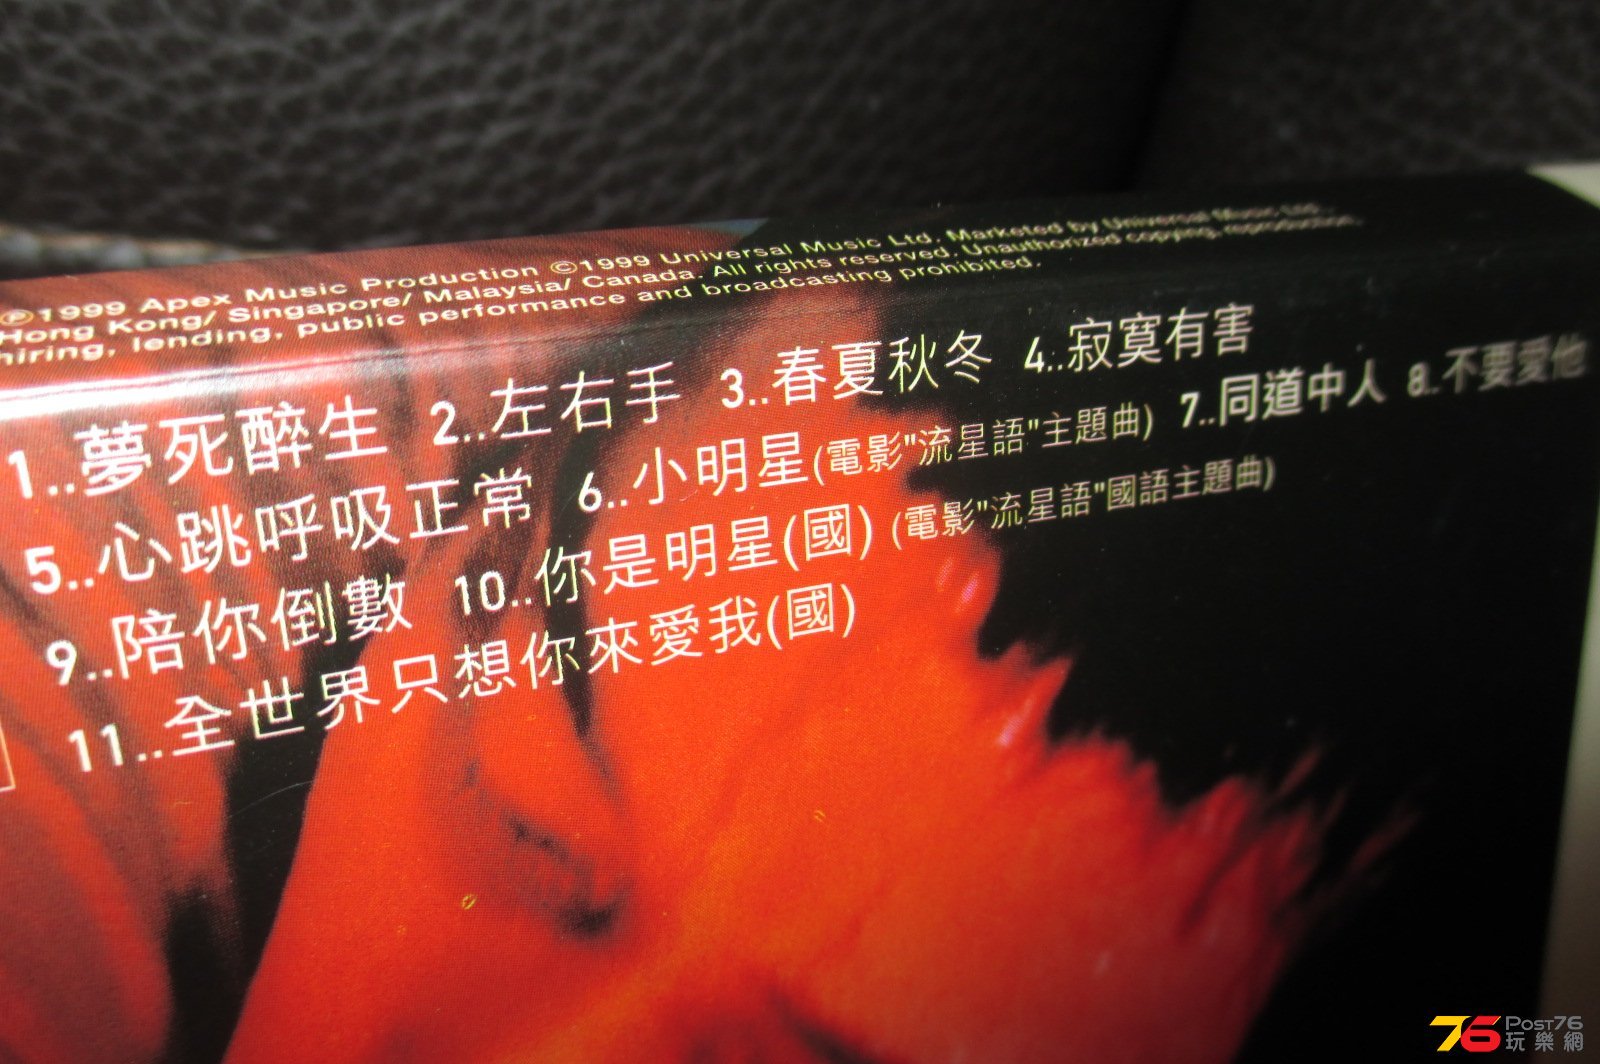 ℗1999 Apex Music Production ©1999 Universal Music Ltd. Marketed by Universal Music Ltd.,
Hong Kong/ Singapore/ Malaysia/ Canada. All rights reserved. Unauthorized copying, reproduction,
hiring, lending, public performance and broadcasting prohibited.
1..夢死醉生 2..左右手 3..春夏秋冬 4..寂寞有害
5..心跳呼吸正常 6..小明星(電影"流星語"主題曲) 7..同道中人 8..不要愛他
9..陪你倒數 10..你是明星(國) (電影"流星語"國語主題曲)
11..全世界只想你來愛我(國)
76 POST76
玩樂網